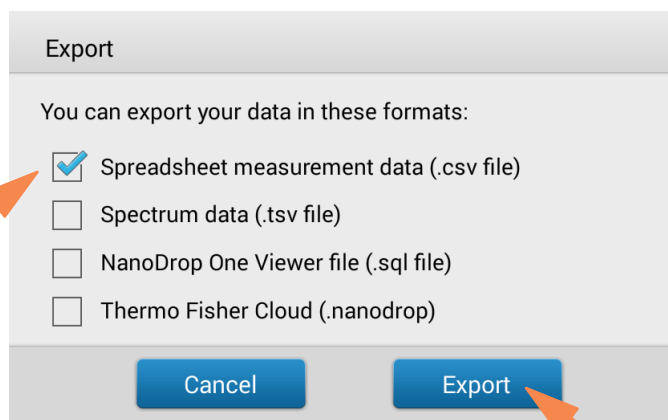 Export
You can export your data in these formats:
Spreadsheet measurement data (.csv file)
Spectrum data (.tsv file)
NanoDrop One Viewer file (.sql file)
Thermo Fisher Cloud (.nanodrop)
Cancel Export